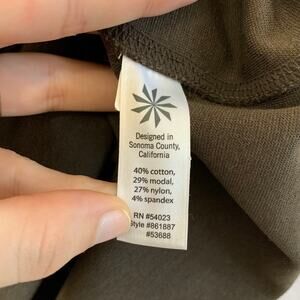 Designed in
Sonoma County,
California
40% cotton,
29% modal,
27% nylon,
4% spandex
RN #54023
Style #861887
#53688